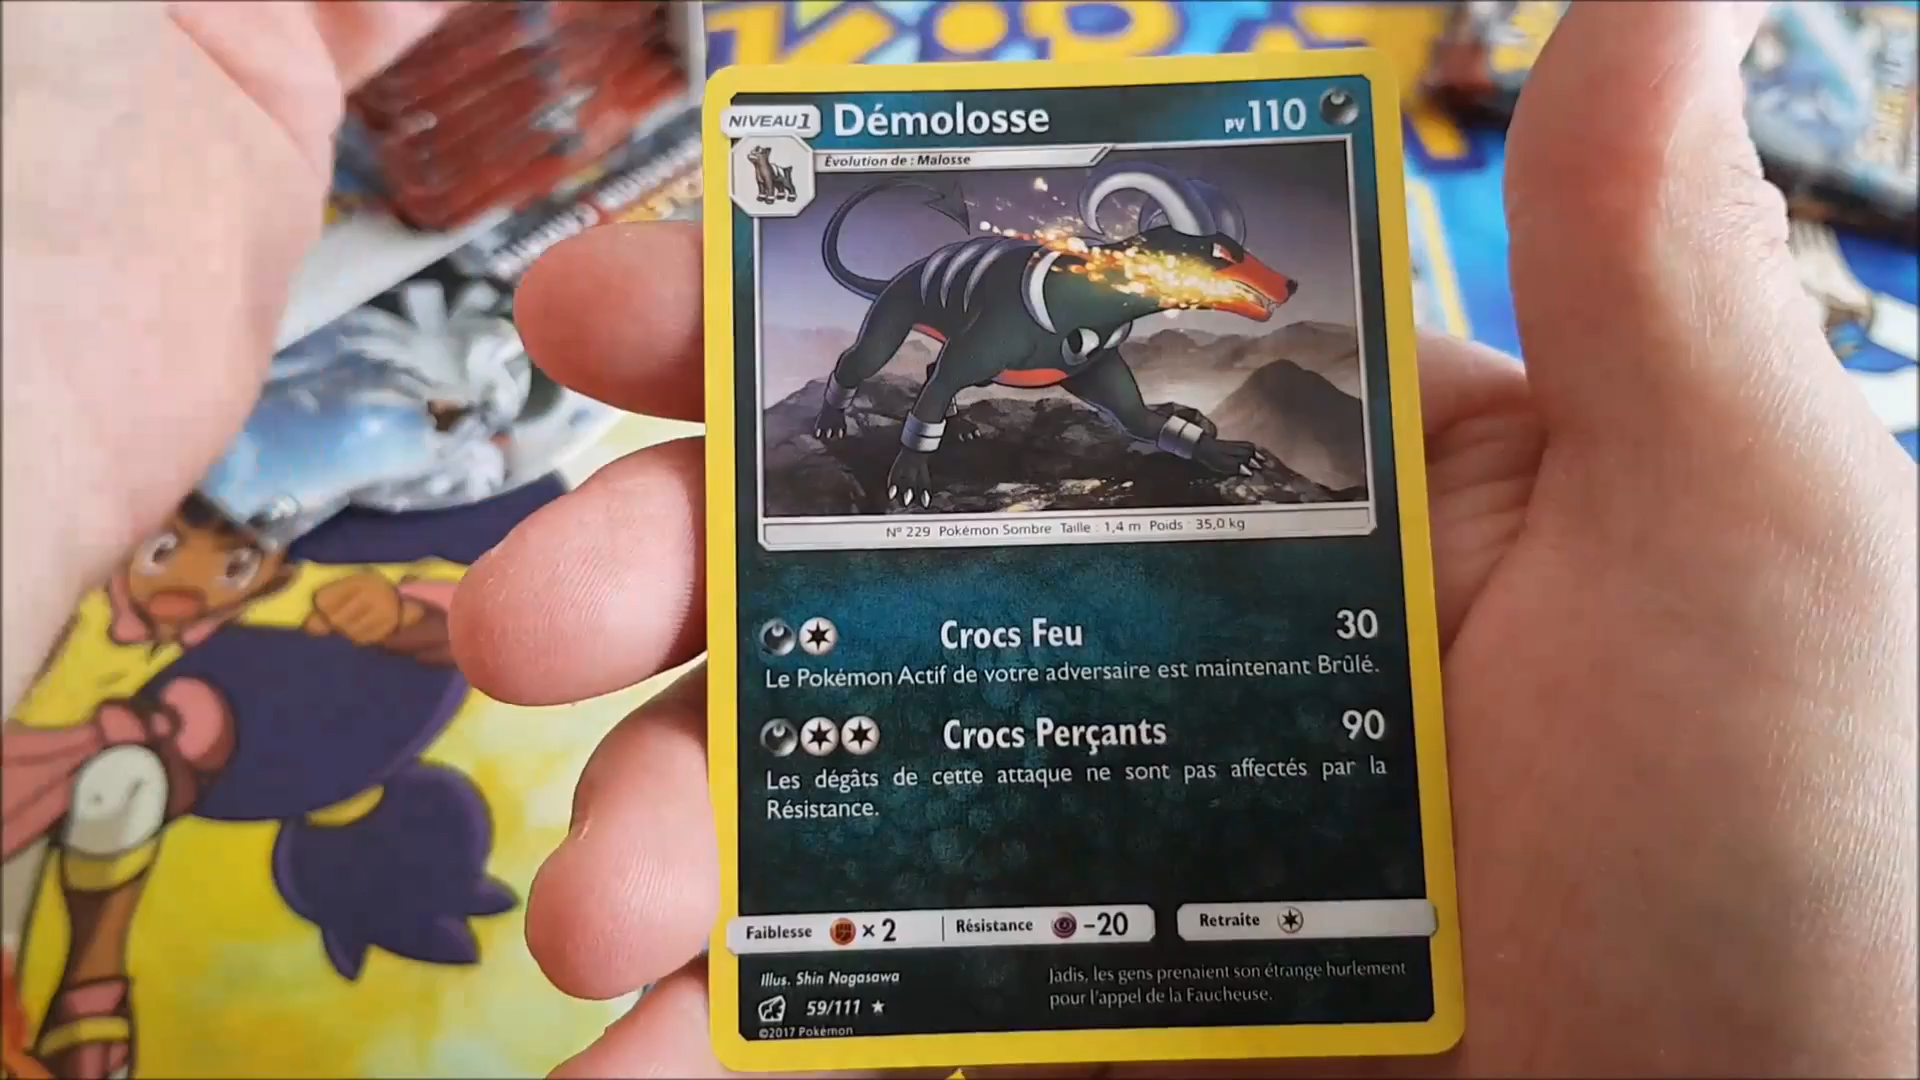 NIVEAU 1 Démolosse PV 110
Évolution de : Malosse
N° 229 Pokémon Sombre Taille : 1,4 m Poids : 35,0 kg
Crocs Feu 30
Le Pokémon Actif de votre adversaire est maintenant Brûlé.
Crocs Perçants 90
Les dégâts de cette attaque ne sont pas affectés par la
Résistance.
Faiblesse × 2 Résistance -20 Retraite
Illus. Shin Nagasawa
Jadis, les gens prenaient son étrange hurlement
pour l'appel de la Faucheuse.
59/111 ★
©2017 Pokémon